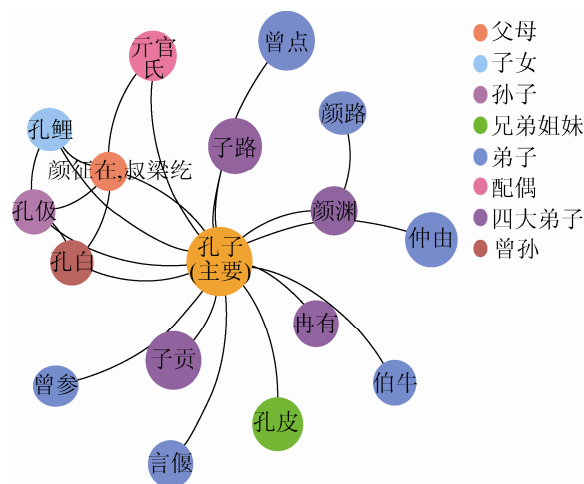 亓官
氏
曾点
父母
子女
孙子
兄弟姐妹
弟子
配偶
四大弟子
曾孙
颜路
孔鲤
子路
颜征在,叔梁纥
孔伋
颜渊
仲由
孔白
孔子
(主要)
冉有
子贡
曾参
伯牛
孔皮
言偃